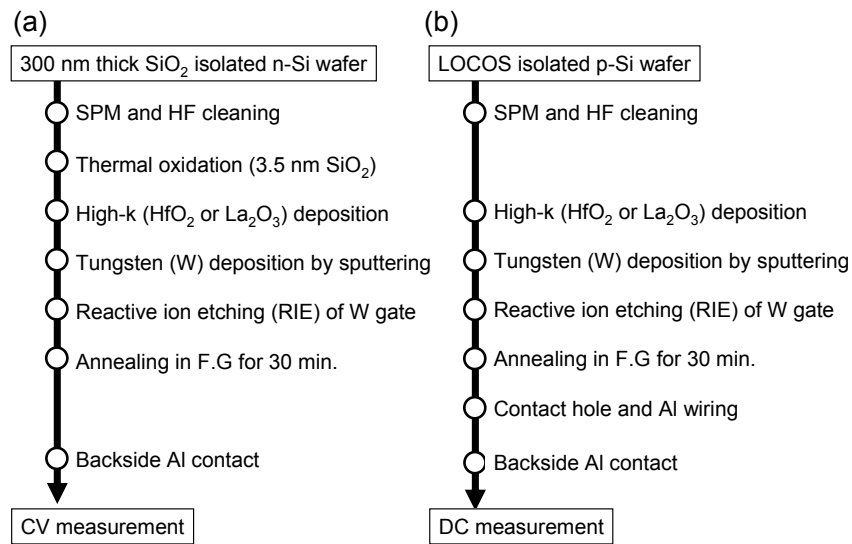 (a)
300 nm thick SiO₂ isolated n-Si wafer
SPM and HF cleaning
Thermal oxidation (3.5 nm SiO₂)
High-k (HfO₂ or La₂O₃) deposition
Tungsten (W) deposition by sputtering
Reactive ion etching (RIE) of W gate
Annealing in F.G for 30 min.
Backside Al contact
CV measurement
(b)
LOCOS isolated p-Si wafer
SPM and HF cleaning
High-k (HfO₂ or La₂O₃) deposition
Tungsten (W) deposition by sputtering
Reactive ion etching (RIE) of W gate
Annealing in F.G for 30 min.
Contact hole and Al wiring
Backside Al contact
DC measurement